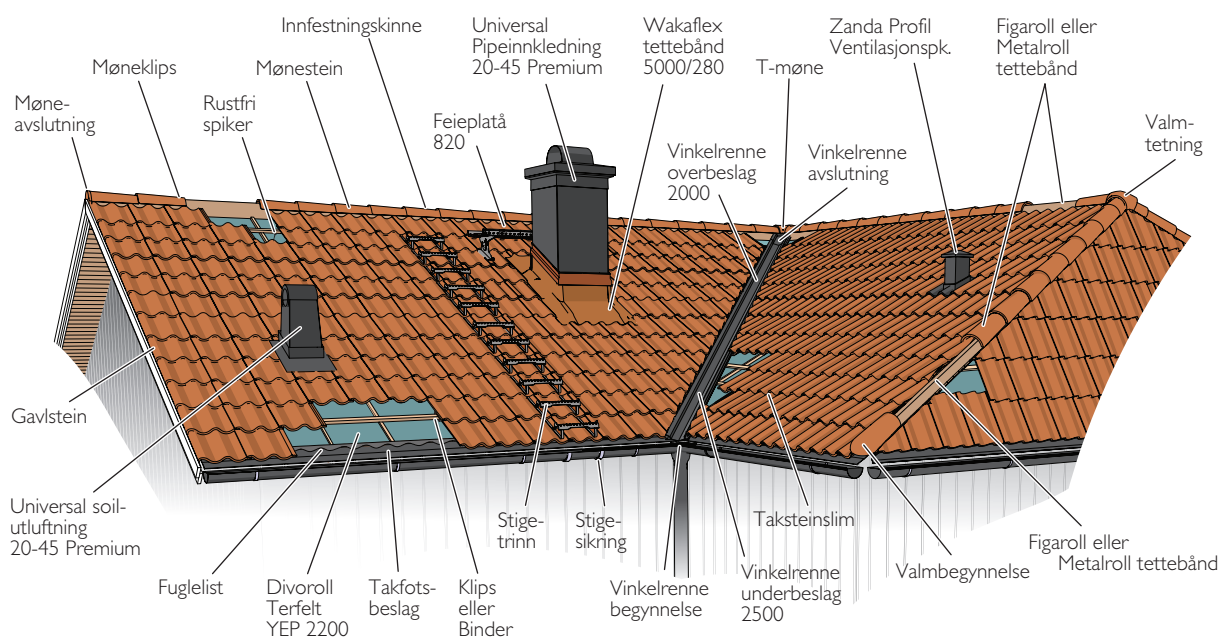 Innfestningskinne
Universal
Pipeinnkledning
20-45 Premium
Wakaflex
tettebånd
5000/280
Zanda Profil
Ventilasjonspk.
Figaroll eller
Metalroll
tettebånd
Møneklips
Mønestein
T-møne
Møne-
avslutning
Rustfri
spiker
Feieplatå
820
Vinkelrenne
overbeslag
2000
Vinkelrenne
avslutning
Valm-
tetning
Gavlstein
Universal soil-
utluftning
20-45 Premium
Fuglelist
Divoroll
Terfelt
YEP 2200
Takfots-
beslag
Klips
eller
Binder
Stige-
trinn
Stige-
sikring
Vinkelrenne
begynnelse
Vinkelrenne
underbeslag
2500
Taksteinslim
Valmbegynnelse
Figaroll eller
Metalroll tettebånd